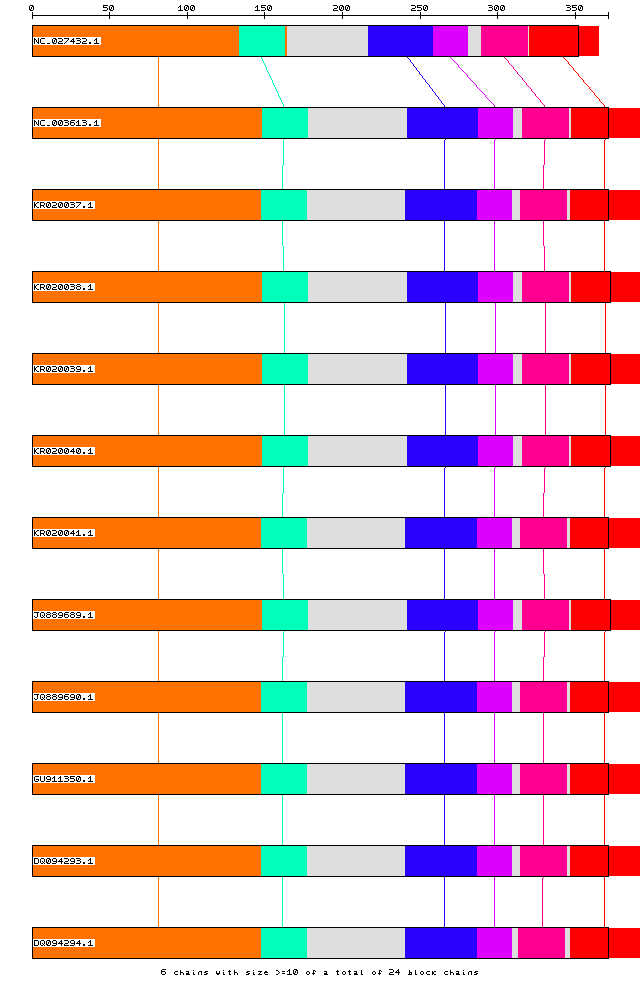 0 50 100 150 200 250 300 350
NC_027432.1
NC_003613.1
KR020037.1
KR020038.1
KR020039.1
KR020040.1
KR020041.1
JQ889689.1
JQ889690.1
GU911350.1
DQ094293.1
DQ094294.1
6 chains with size >=10 of a total of 24 block chains